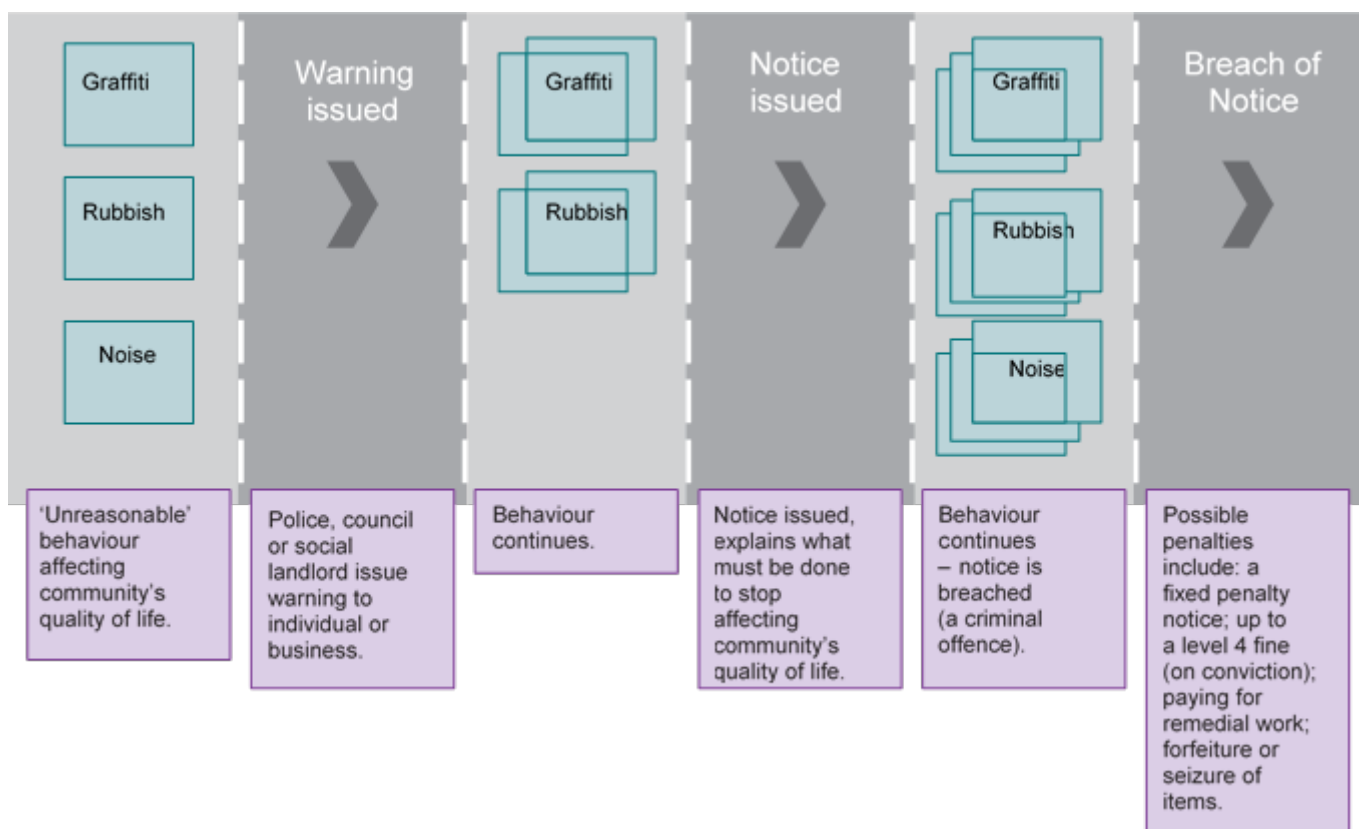 Graffiti
Rubbish
Noise
Warning
issued
Graffiti
Rubbish
Notice
issued
Graffiti
Rubbish
Noise
Breach of
Notice
‘Unreasonable’
behaviour
affecting
community’s
quality of life.
Police, council
or social
landlord issue
warning to
individual or
business.
Behaviour
continues.
Notice issued,
explains what
must be done
to stop
affecting
community’s
quality of life.
Behaviour
continues
– notice is
breached
(a criminal
offence).
Possible
penalties
include: a
fixed penalty
notice; up to
a level 4 fine
(on conviction);
paying for
remedial work;
forfeiture or
seizure of
items.